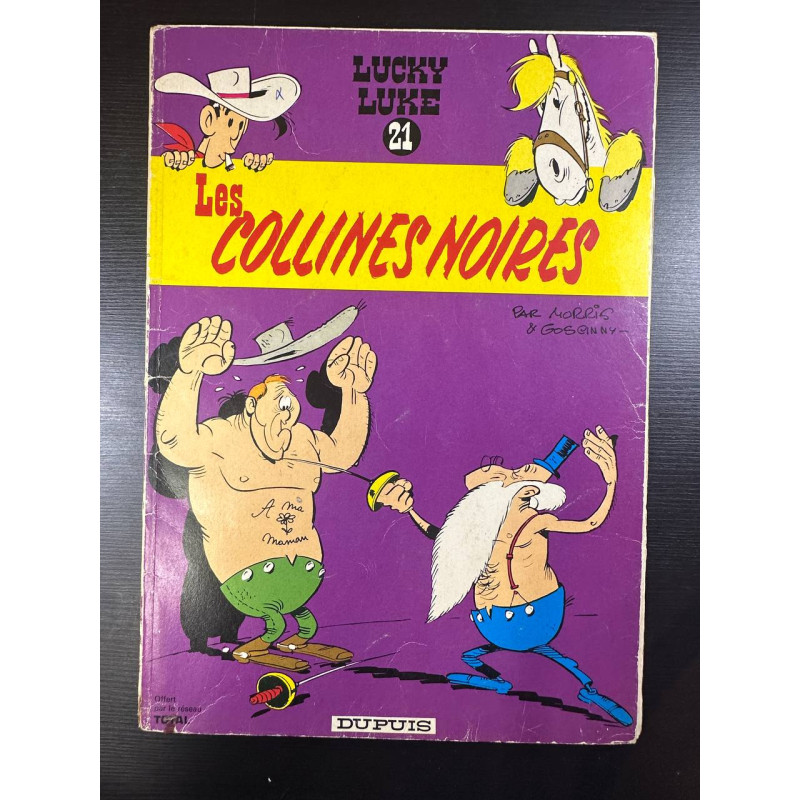 LUCKY
LUKE
21
Les
COLLINES NOIRES
PAR MORRIS
& GOSCINNY
A ma
maman
Offert
par le réseau
TOTAL
DUPUIS